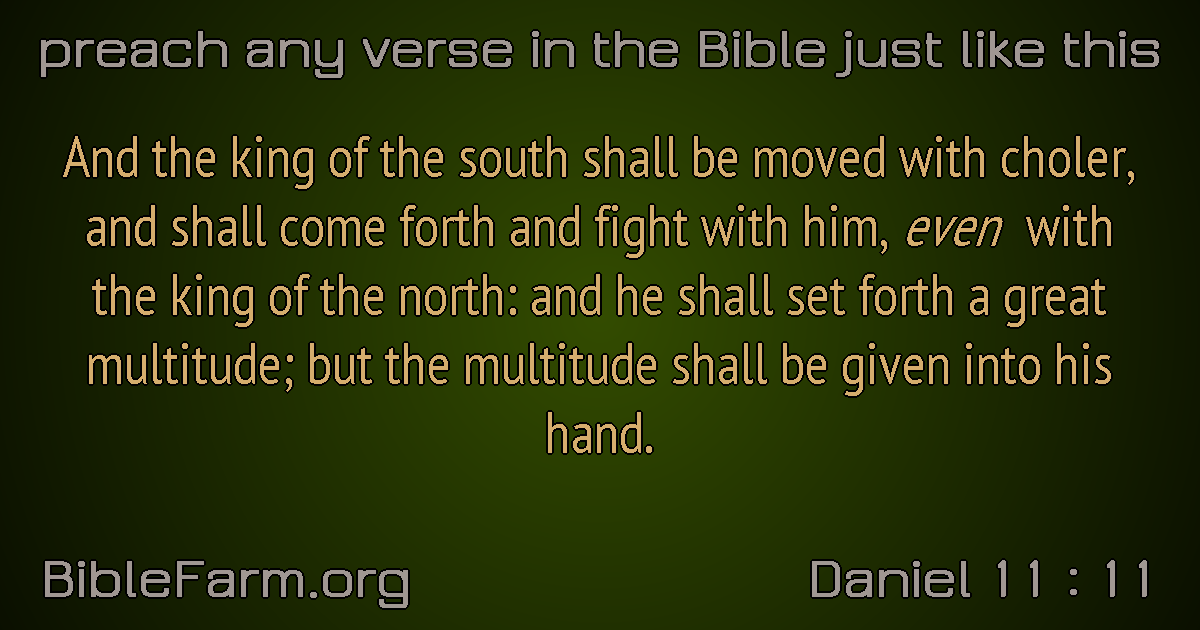 preach any verse in the Bible just like this
And the king of the south shall be moved with choler,
and shall come forth and fight with him, even with
the king of the north: and he shall set forth a great
multitude; but the multitude shall be given into his
hand.
BibleFarm.org
Daniel 11 : 11